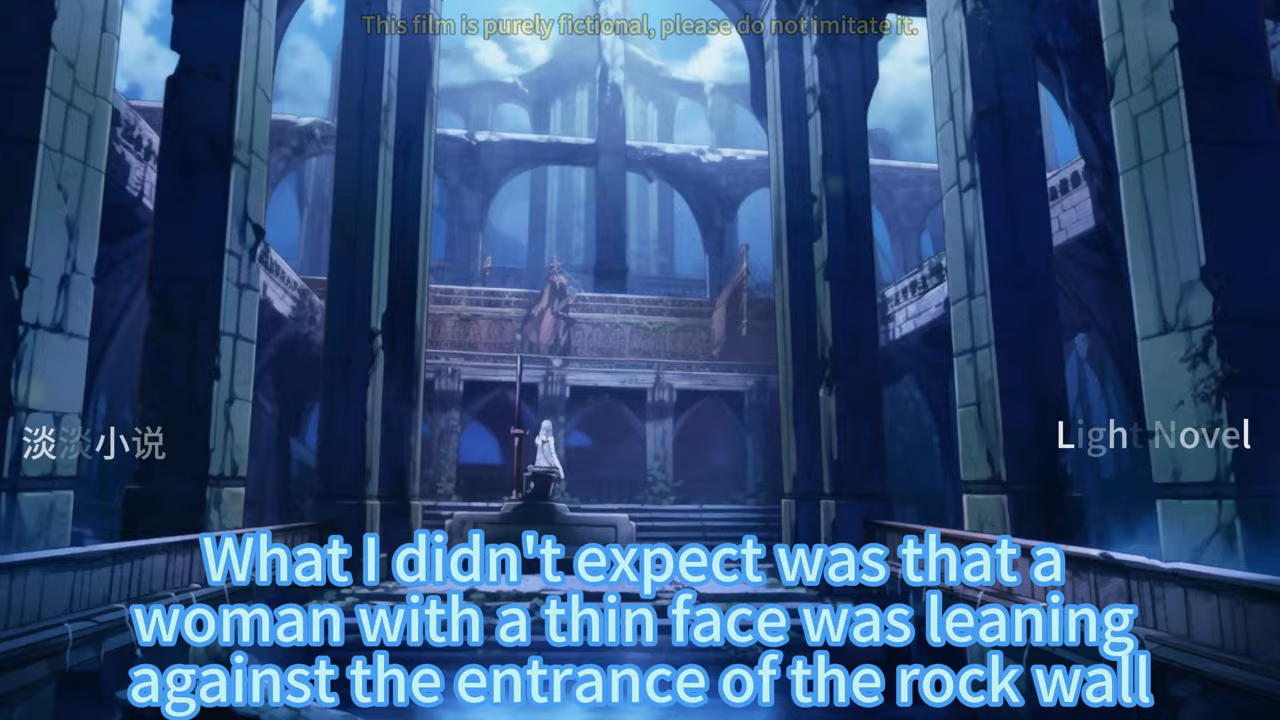 This film is purely fictional, please do not imitate it.
淡淡小说
Light Novel
What I didn't expect was that a
woman with a thin face was leaning
against the entrance of the rock wall